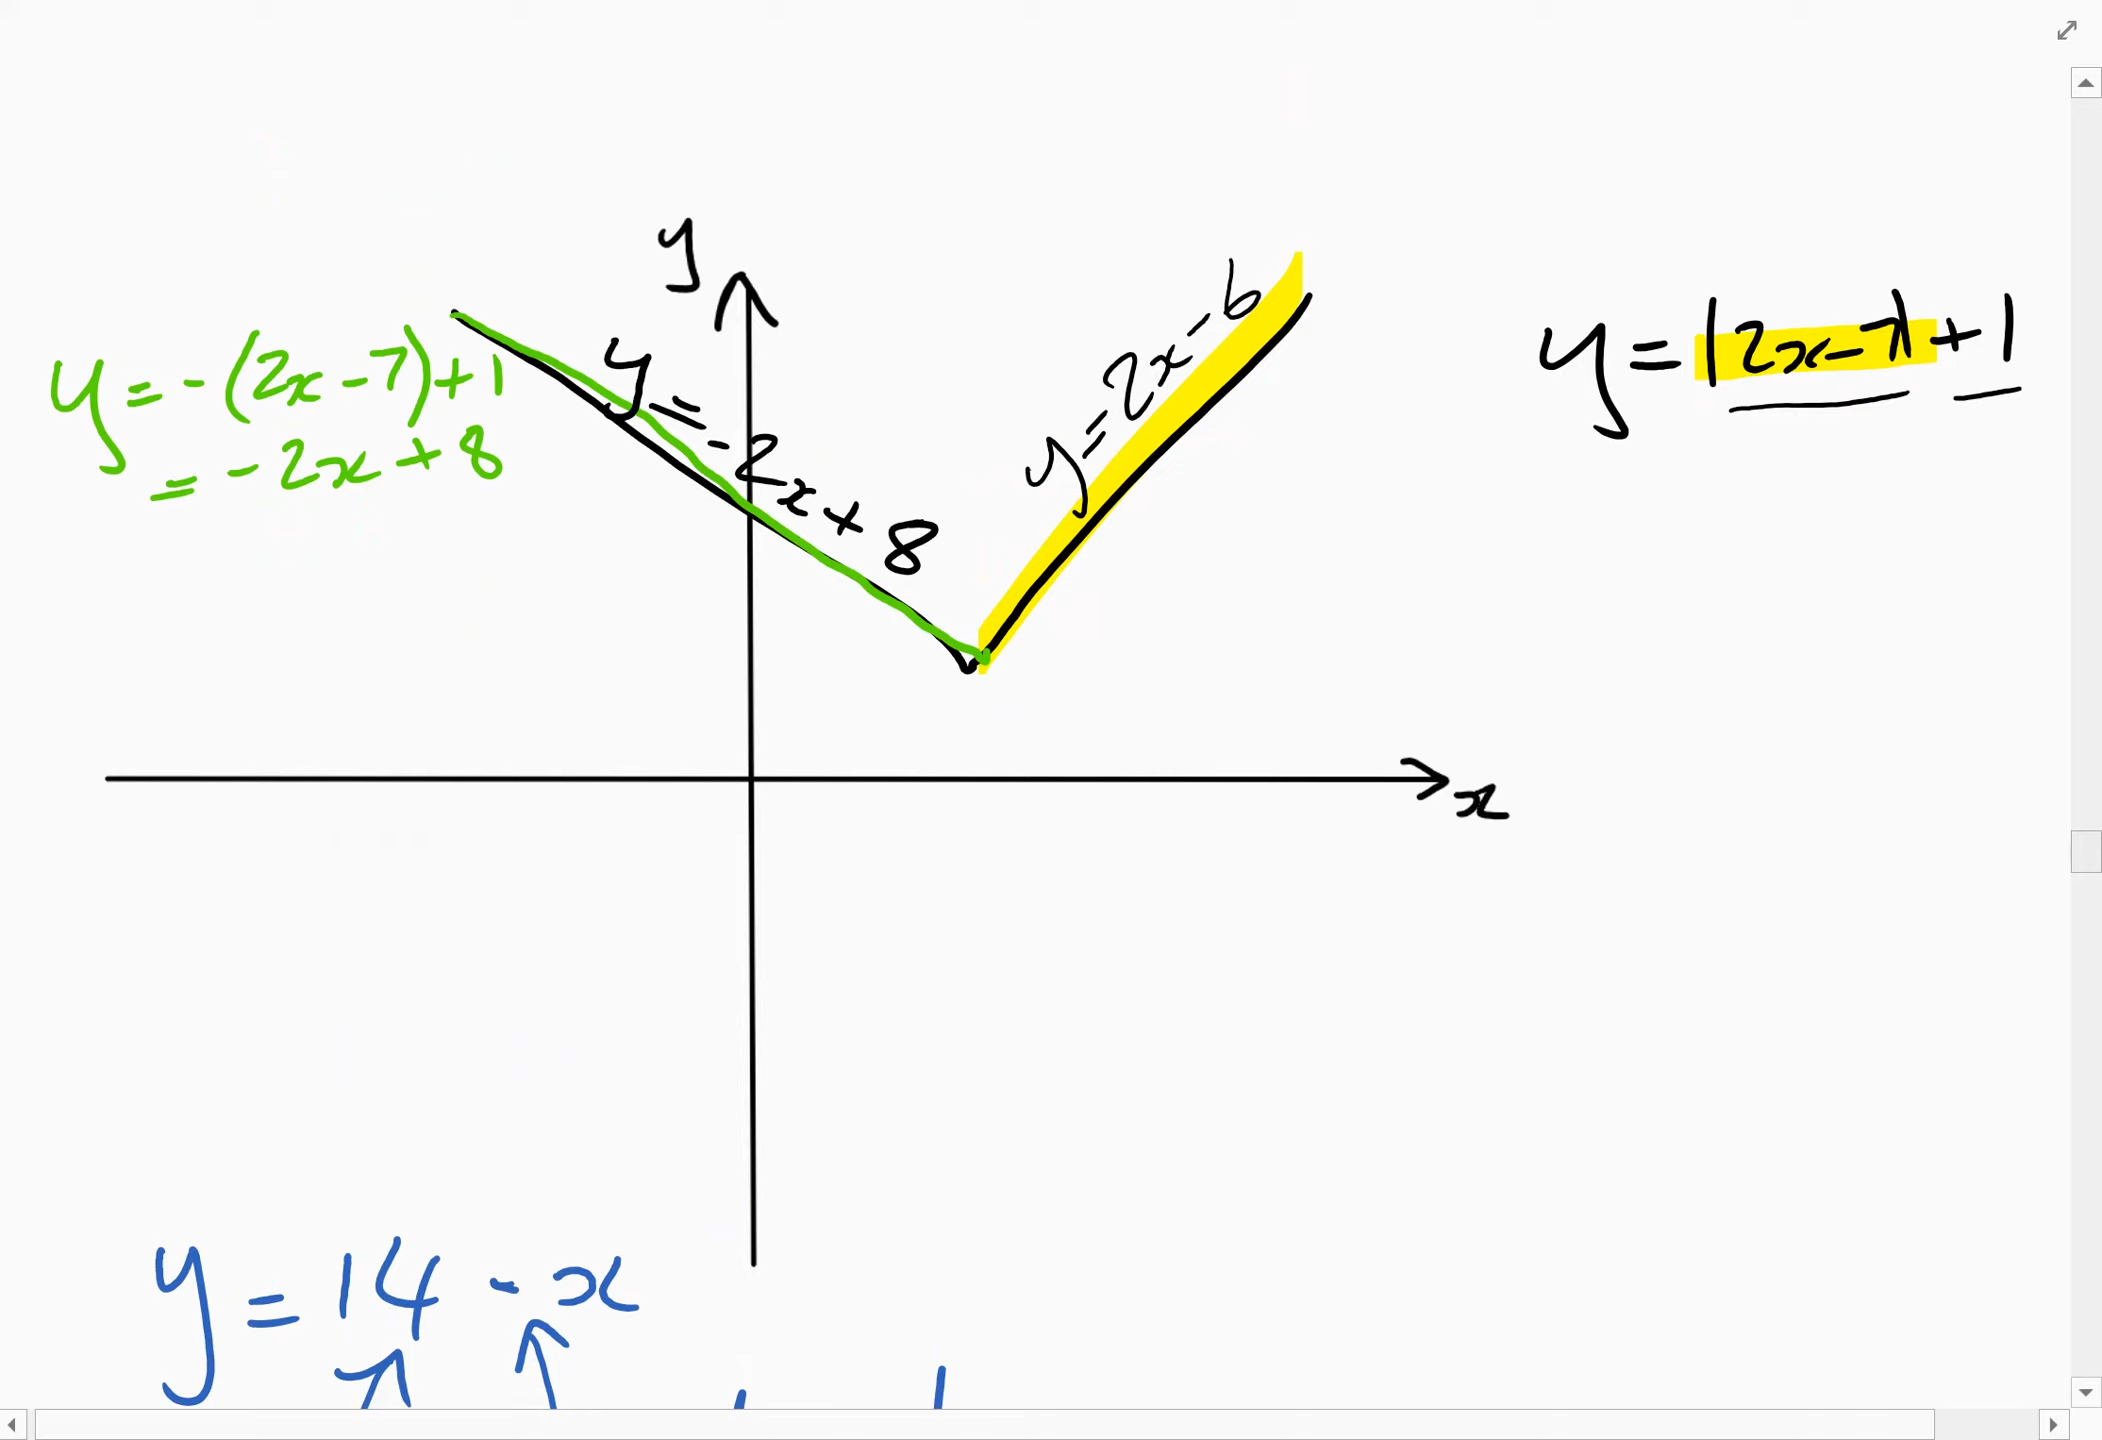 y
y = -(2x-7)+1
= -2x+8
y = -2x+8
y = 2x-6
y = |2x-7|+1
x
y = 14 - x